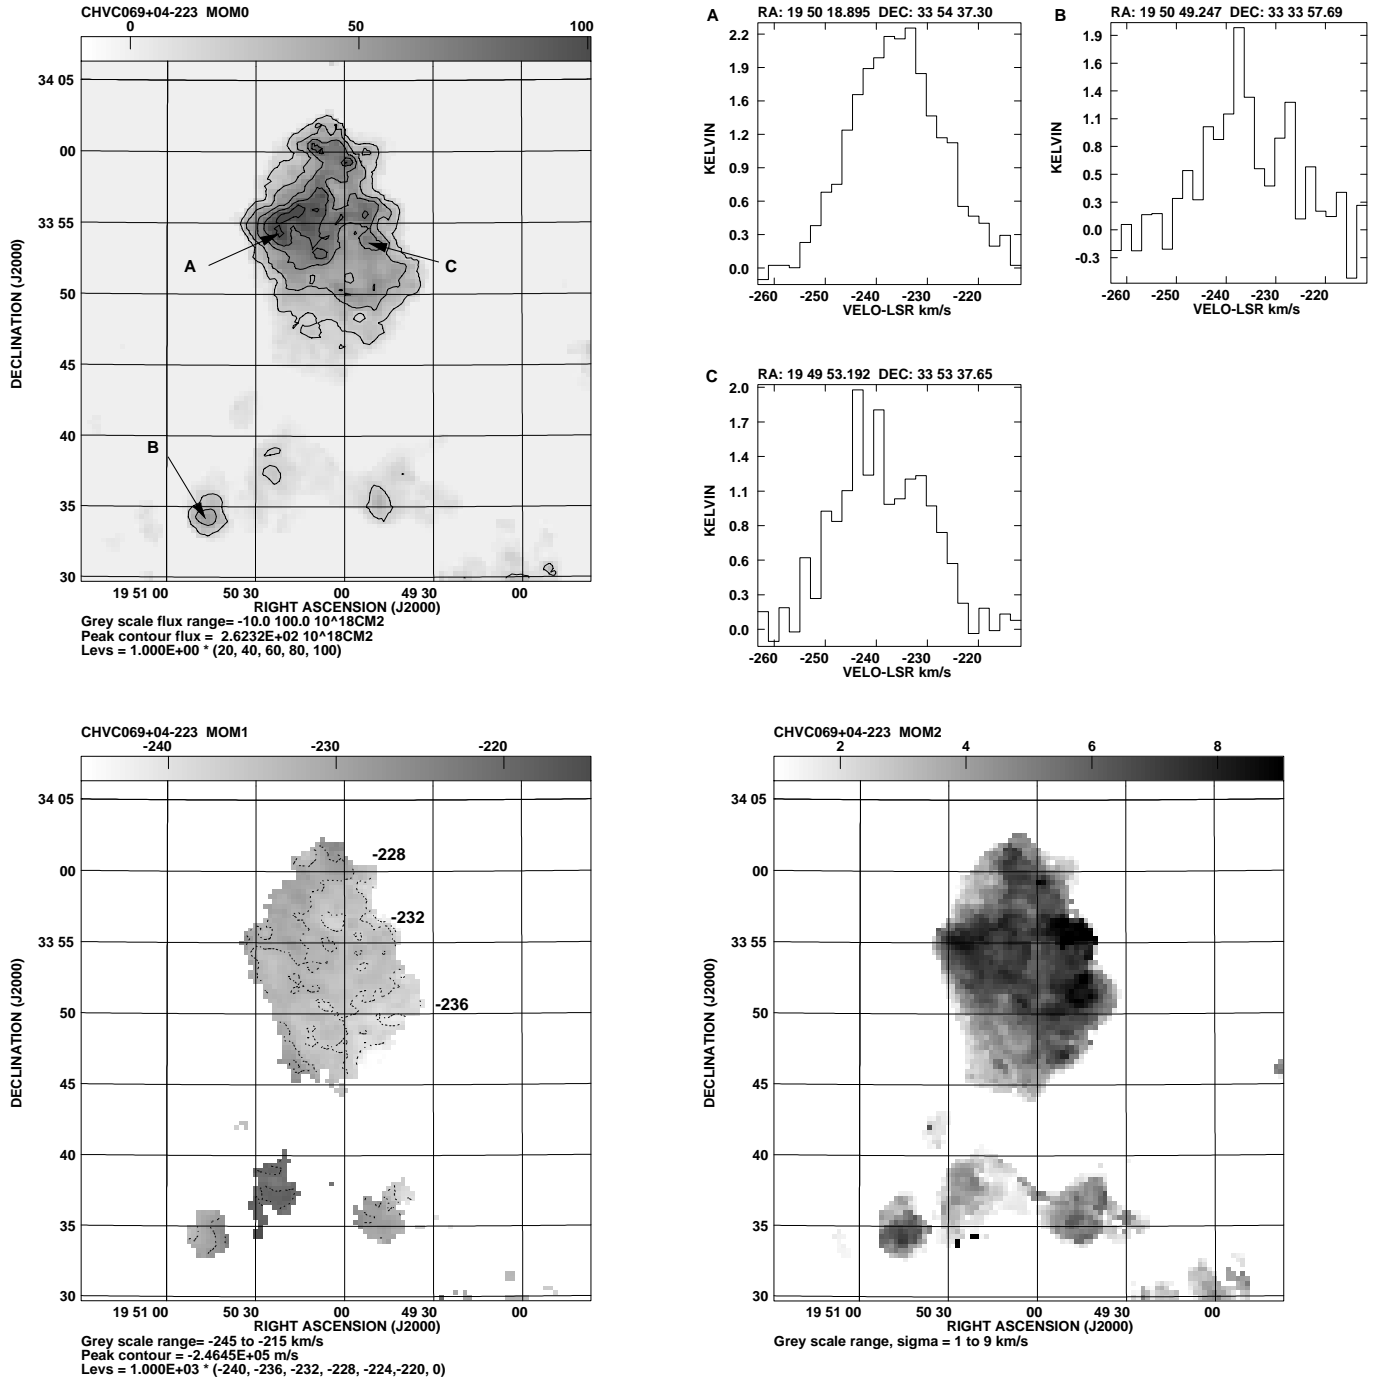 CHVC069+04-223 MOM0
0 50 100
34 05
00
33 55
50
45
40
35
30
DECLINATION (J2000)
A
C
B
19 51 00 50 30 00 49 30 00
RIGHT ASCENSION (J2000)
Grey scale flux range= -10.0 100.0 10^18CM2
Peak contour flux = 2.6232E+02 10^18CM2
Levs = 1.000E+00 * (20, 40, 60, 80, 100)
A RA: 19 50 18.895 DEC: 33 54 37.30
2.2
1.9
1.6
1.2
0.9
0.6
0.3
0.0
KELVIN
-260 -250 -240 -230 -220
VELO-LSR km/s
B RA: 19 50 49.247 DEC: 33 33 57.69
1.9
1.6
1.4
1.1
0.8
0.5
0.3
0.0
-0.3
KELVIN
-260 -250 -240 -230 -220
VELO-LSR km/s
C RA: 19 49 53.192 DEC: 33 53 37.65
2.0
1.7
1.4
1.1
0.9
0.6
0.3
0.0
KELVIN
-260 -250 -240 -230 -220
VELO-LSR km/s
CHVC069+04-223 MOM1
-240 -230 -220
34 05
00
33 55
50
45
40
35
30
DECLINATION (J2000)
-228
-232
-236
19 51 00 50 30 00 49 30 00
RIGHT ASCENSION (J2000)
Grey scale range= -245 to -215 km/s
Peak contour = -2.4645E+05 m/s
Levs = 1.000E+03 * (-240, -236, -232, -228, -224,-220, 0)
CHVC069+04-223 MOM2
2 4 6 8
34 05
00
33 55
50
45
40
35
30
DECLINATION (J2000)
19 51 00 50 30 00 49 30 00
RIGHT ASCENSION (J2000)
Grey scale range, sigma = 1 to 9 km/s